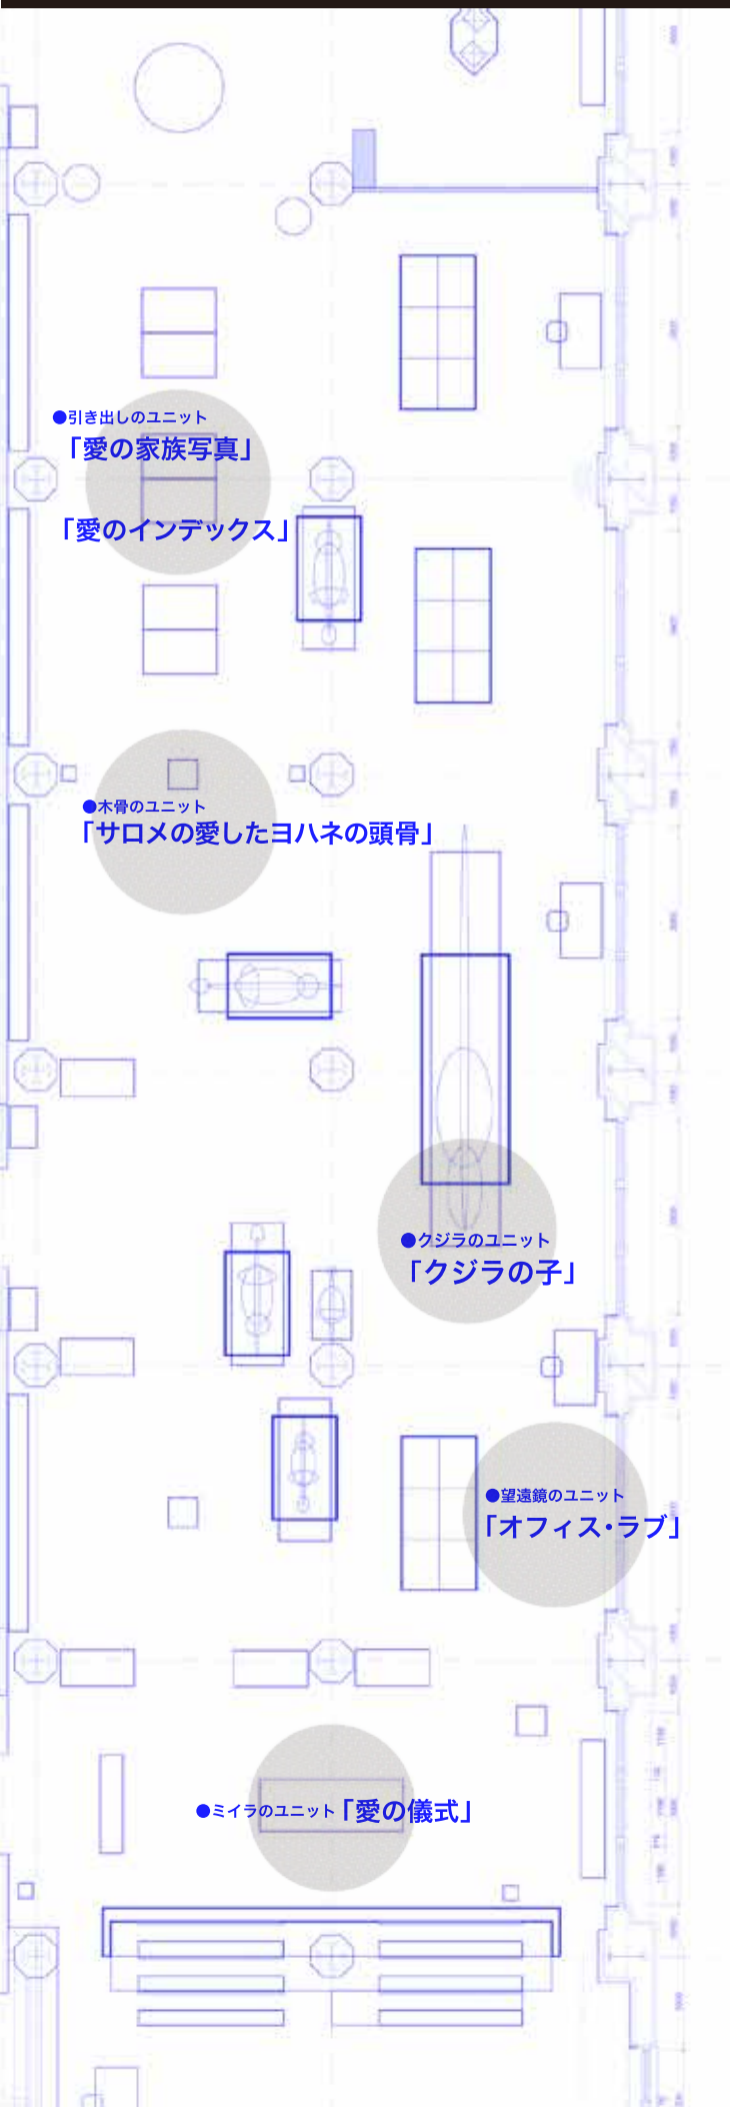 ●引き出しのユニット
「愛の家族写真」
「愛のインデックス」
●木骨のユニット
「サロメの愛したヨハネの頭骨」
●クジラのユニット
「クジラの子」
●望遠鏡のユニット
「オフィス・ラブ」
●ミイラのユニット「愛の儀式」